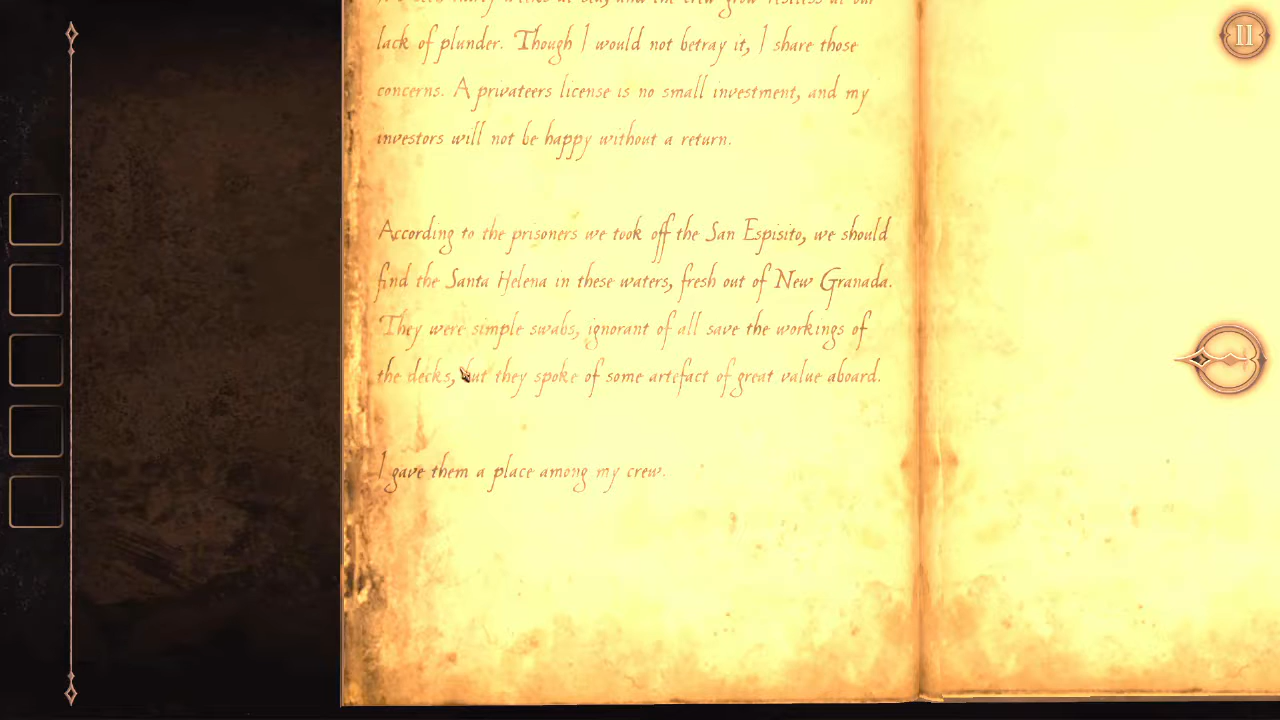 lack of plunder. Though I would not betray it, I share those
concerns. A privateers license is no small investment, and my
investors will not be happy without a return.
According to the prisoners we took off the San Espisito, we should
find the Santa Helena in these waters, fresh out of New Granada.
They were simple swabs, ignorant of all save the workings of
the decks, but they spoke of some artefact of great value aboard.
I gave them a place among my crew.